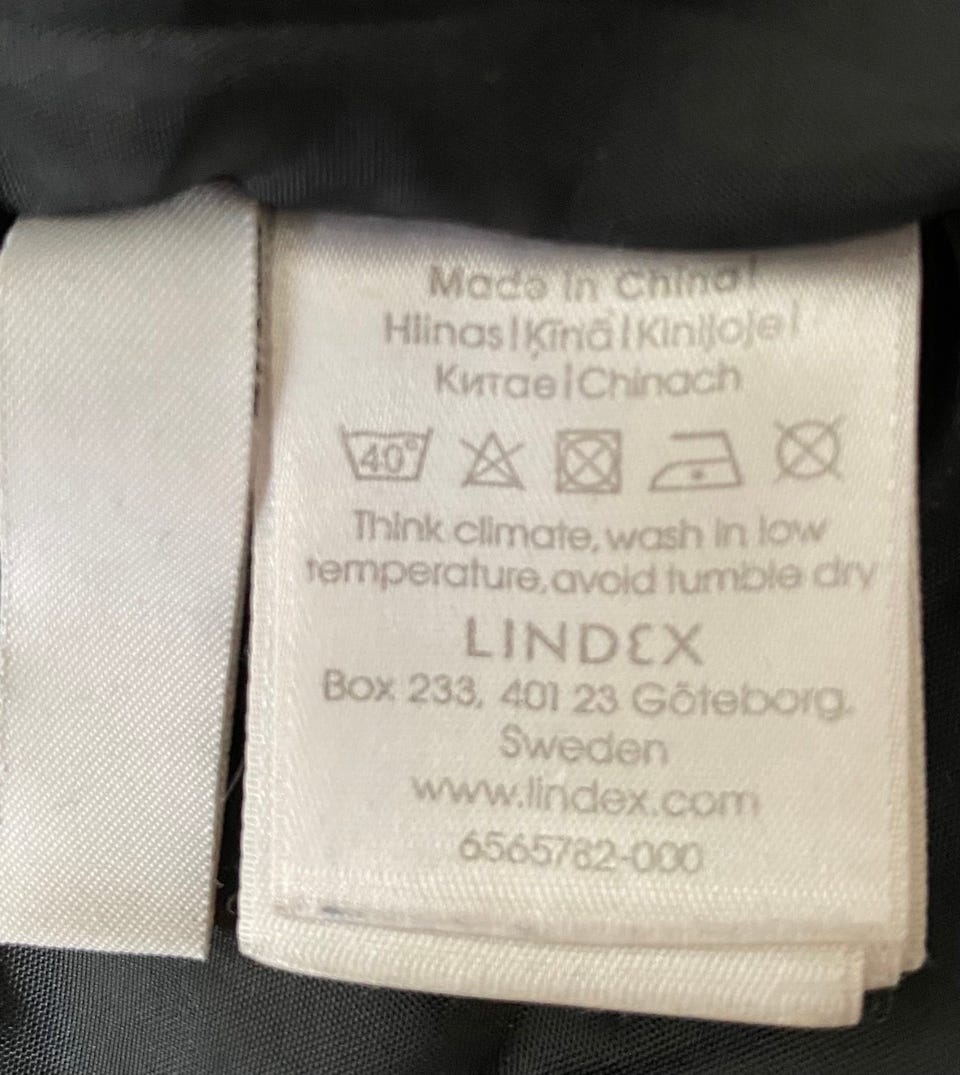 Made in China|
Hiinas|Ķīnā|Kinijoje|
Китае|Chinach
40°
Think climate, wash in low
temperature, avoid tumble dry
LINDEX
Box 233, 401 23 Göteborg.
Sweden
www.lindex.com
6565782-000